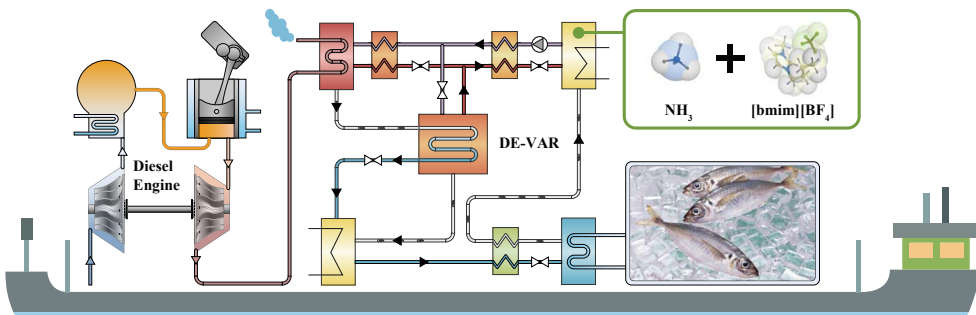 Diesel
Engine
DE-VAR
NH₃
[bmim][BF₄]